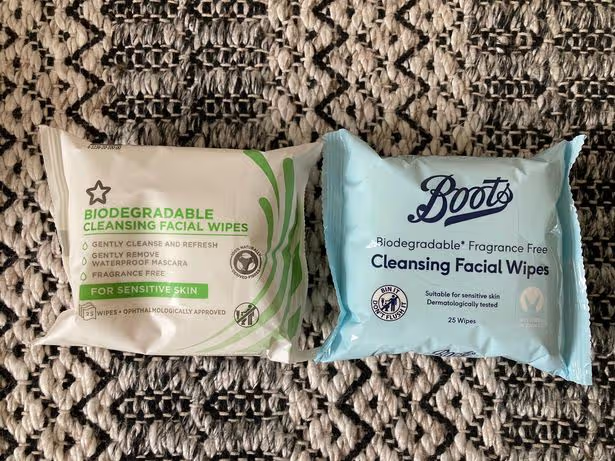 BIODEGRADABLE
CLEANSING FACIAL WIPES
GENTLY CLEANSE AND REFRESH
GENTLY REMOVE
WATERPROOF MASCARA
FRAGRANCE FREE
FOR SENSITIVE SKIN
25 WIPES • OPHTHALMOLOGICALLY APPROVED
Boots
Biodegradable* Fragrance Free
Cleansing Facial Wipes
BIN IT
DON'T FLUSH IT
Suitable for sensitive skin
Dermatologically tested
25 Wipes